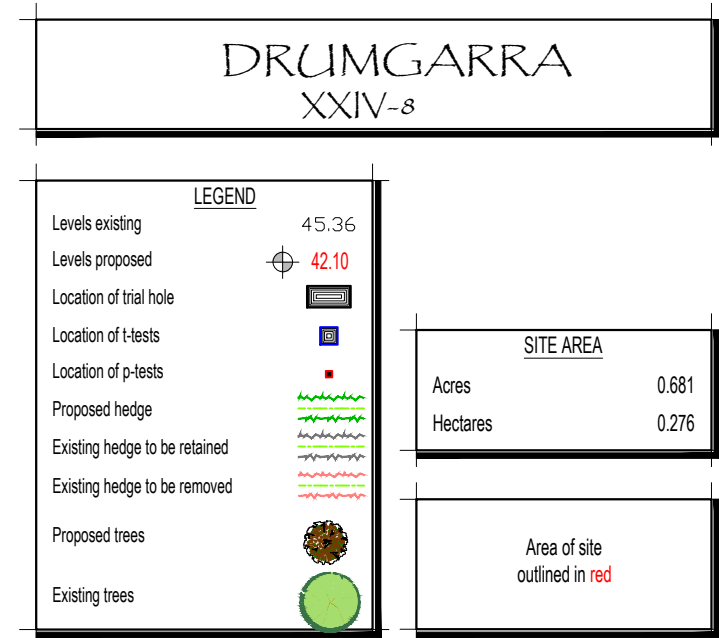 DRUMGARRA
XXIV-8
LEGEND
Levels existing 45.36
Levels proposed 42.10
Location of trial hole
Location of t-tests
Location of p-tests
Proposed hedge
Existing hedge to be retained
Existing hedge to be removed
Proposed trees
Existing trees
SITE AREA
Acres 0.681
Hectares 0.276
Area of site
outlined in red